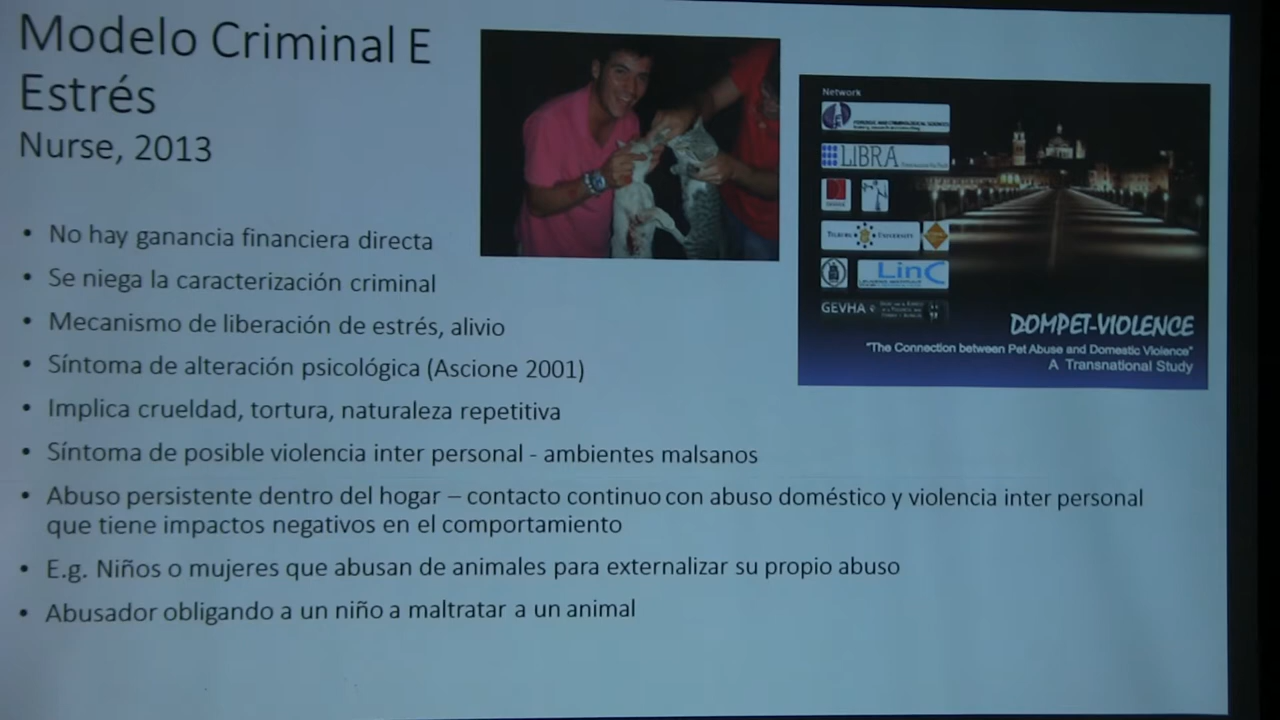 Modelo Criminal E
Estrés
Nurse, 2013
• No hay ganancia financiera directa
• Se niega la caracterización criminal
• Mecanismo de liberación de estrés, alivio
• Síntoma de alteración psicológica (Ascione 2001)
• Implica crueldad, tortura, naturaleza repetitiva
• Síntoma de posible violencia inter personal - ambientes malsanos
• Abuso persistente dentro del hogar – contacto continuo con abuso doméstico y violencia inter personal
que tiene impactos negativos en el comportamiento
• E.g. Niños o mujeres que abusan de animales para externalizar su propio abuso
• Abusador obligando a un niño a maltratar a un animal
Network
LIBRA
TILBURG UNIVERSITY
LinC
GEVHA
DOMPET-VIOLENCE
"The Connection between Pet Abuse and Domestic Violence"
A Transnational Study